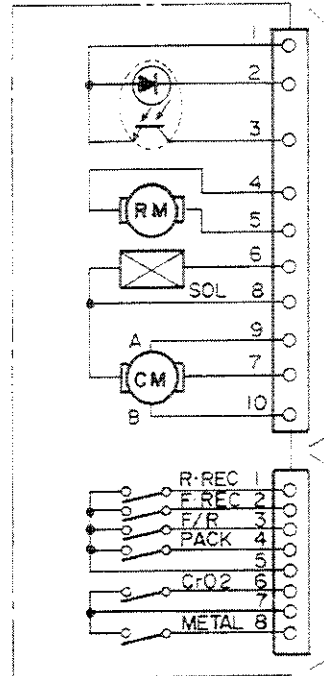 1
2
3
4
RM
5
6
SOL 8
A 9
CM 7
B 10
R·REC 1
F·REC 2
F/R 3
PACK 4
5
CrO2 6
7
METAL 8